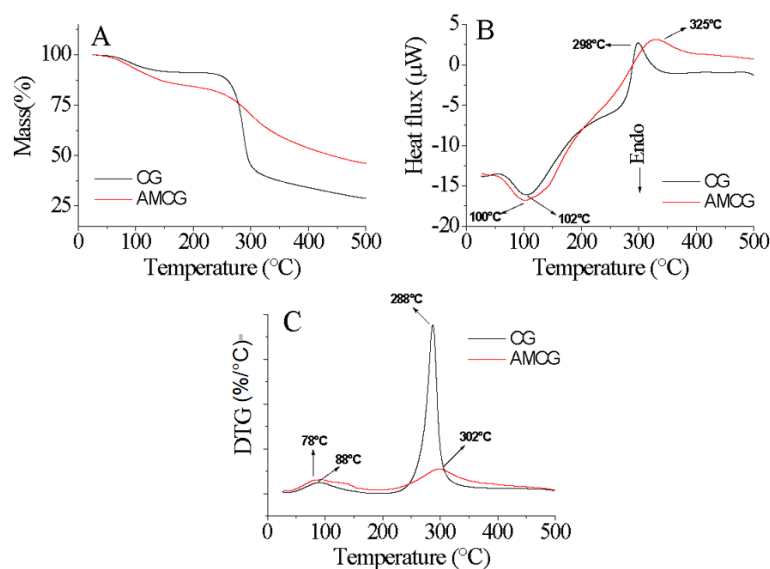 A
Mass(%)
100
75
50
25
CG
AMCG
0 100 200 300 400 500
Temperature (°C)
B
Heat flux (µW)
5
0
-5
-10
-15
-20
298°C
325°C
Endo
CG
AMCG
100°C
102°C
0 100 200 300 400 500
Temperature (°C)
C
DTG (%/°C)
288°C
CG
AMCG
78°C
88°C
302°C
0 100 200 300 400 500
Temperature (°C)